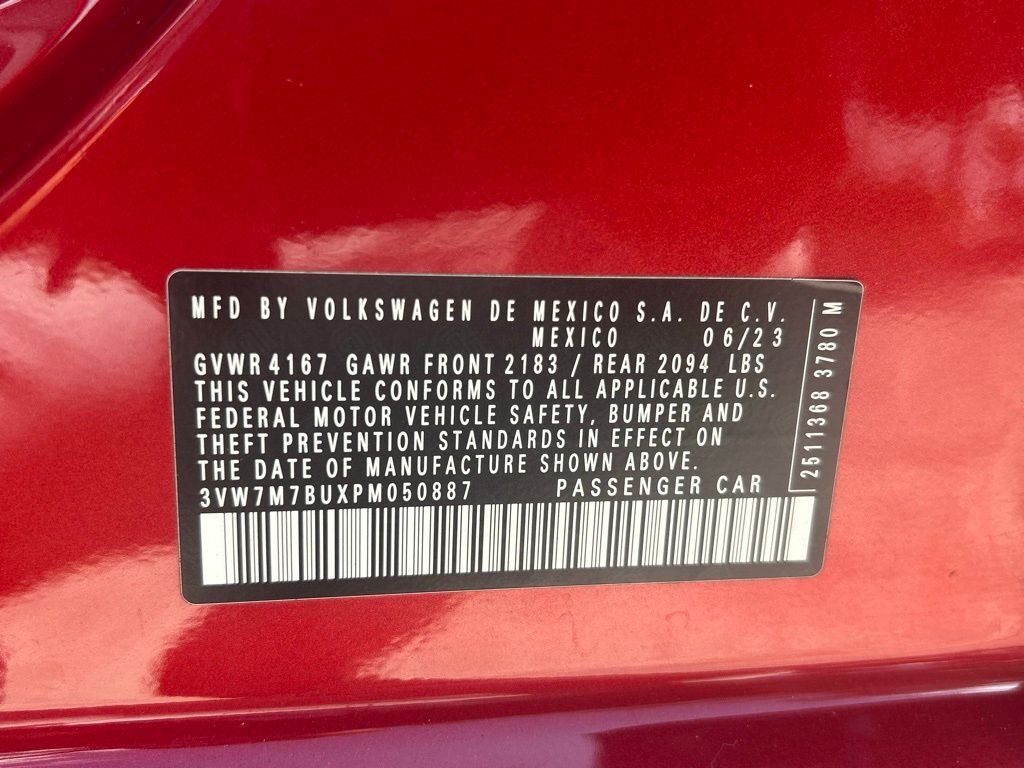 MFD BY VOLKSWAGEN DE MEXICO S.A. DE C.V.
MEXICO 06/23
GVWR 4167 GAWR FRONT 2183 / REAR 2094 LBS
THIS VEHICLE CONFORMS TO ALL APPLICABLE U.S.
FEDERAL MOTOR VEHICLE SAFETY, BUMPER AND
THEFT PREVENTION STANDARDS IN EFFECT ON
THE DATE OF MANUFACTURE SHOWN ABOVE.
3VW7M7BUXPM050887 PASSENGER CAR
2511368 3780 M